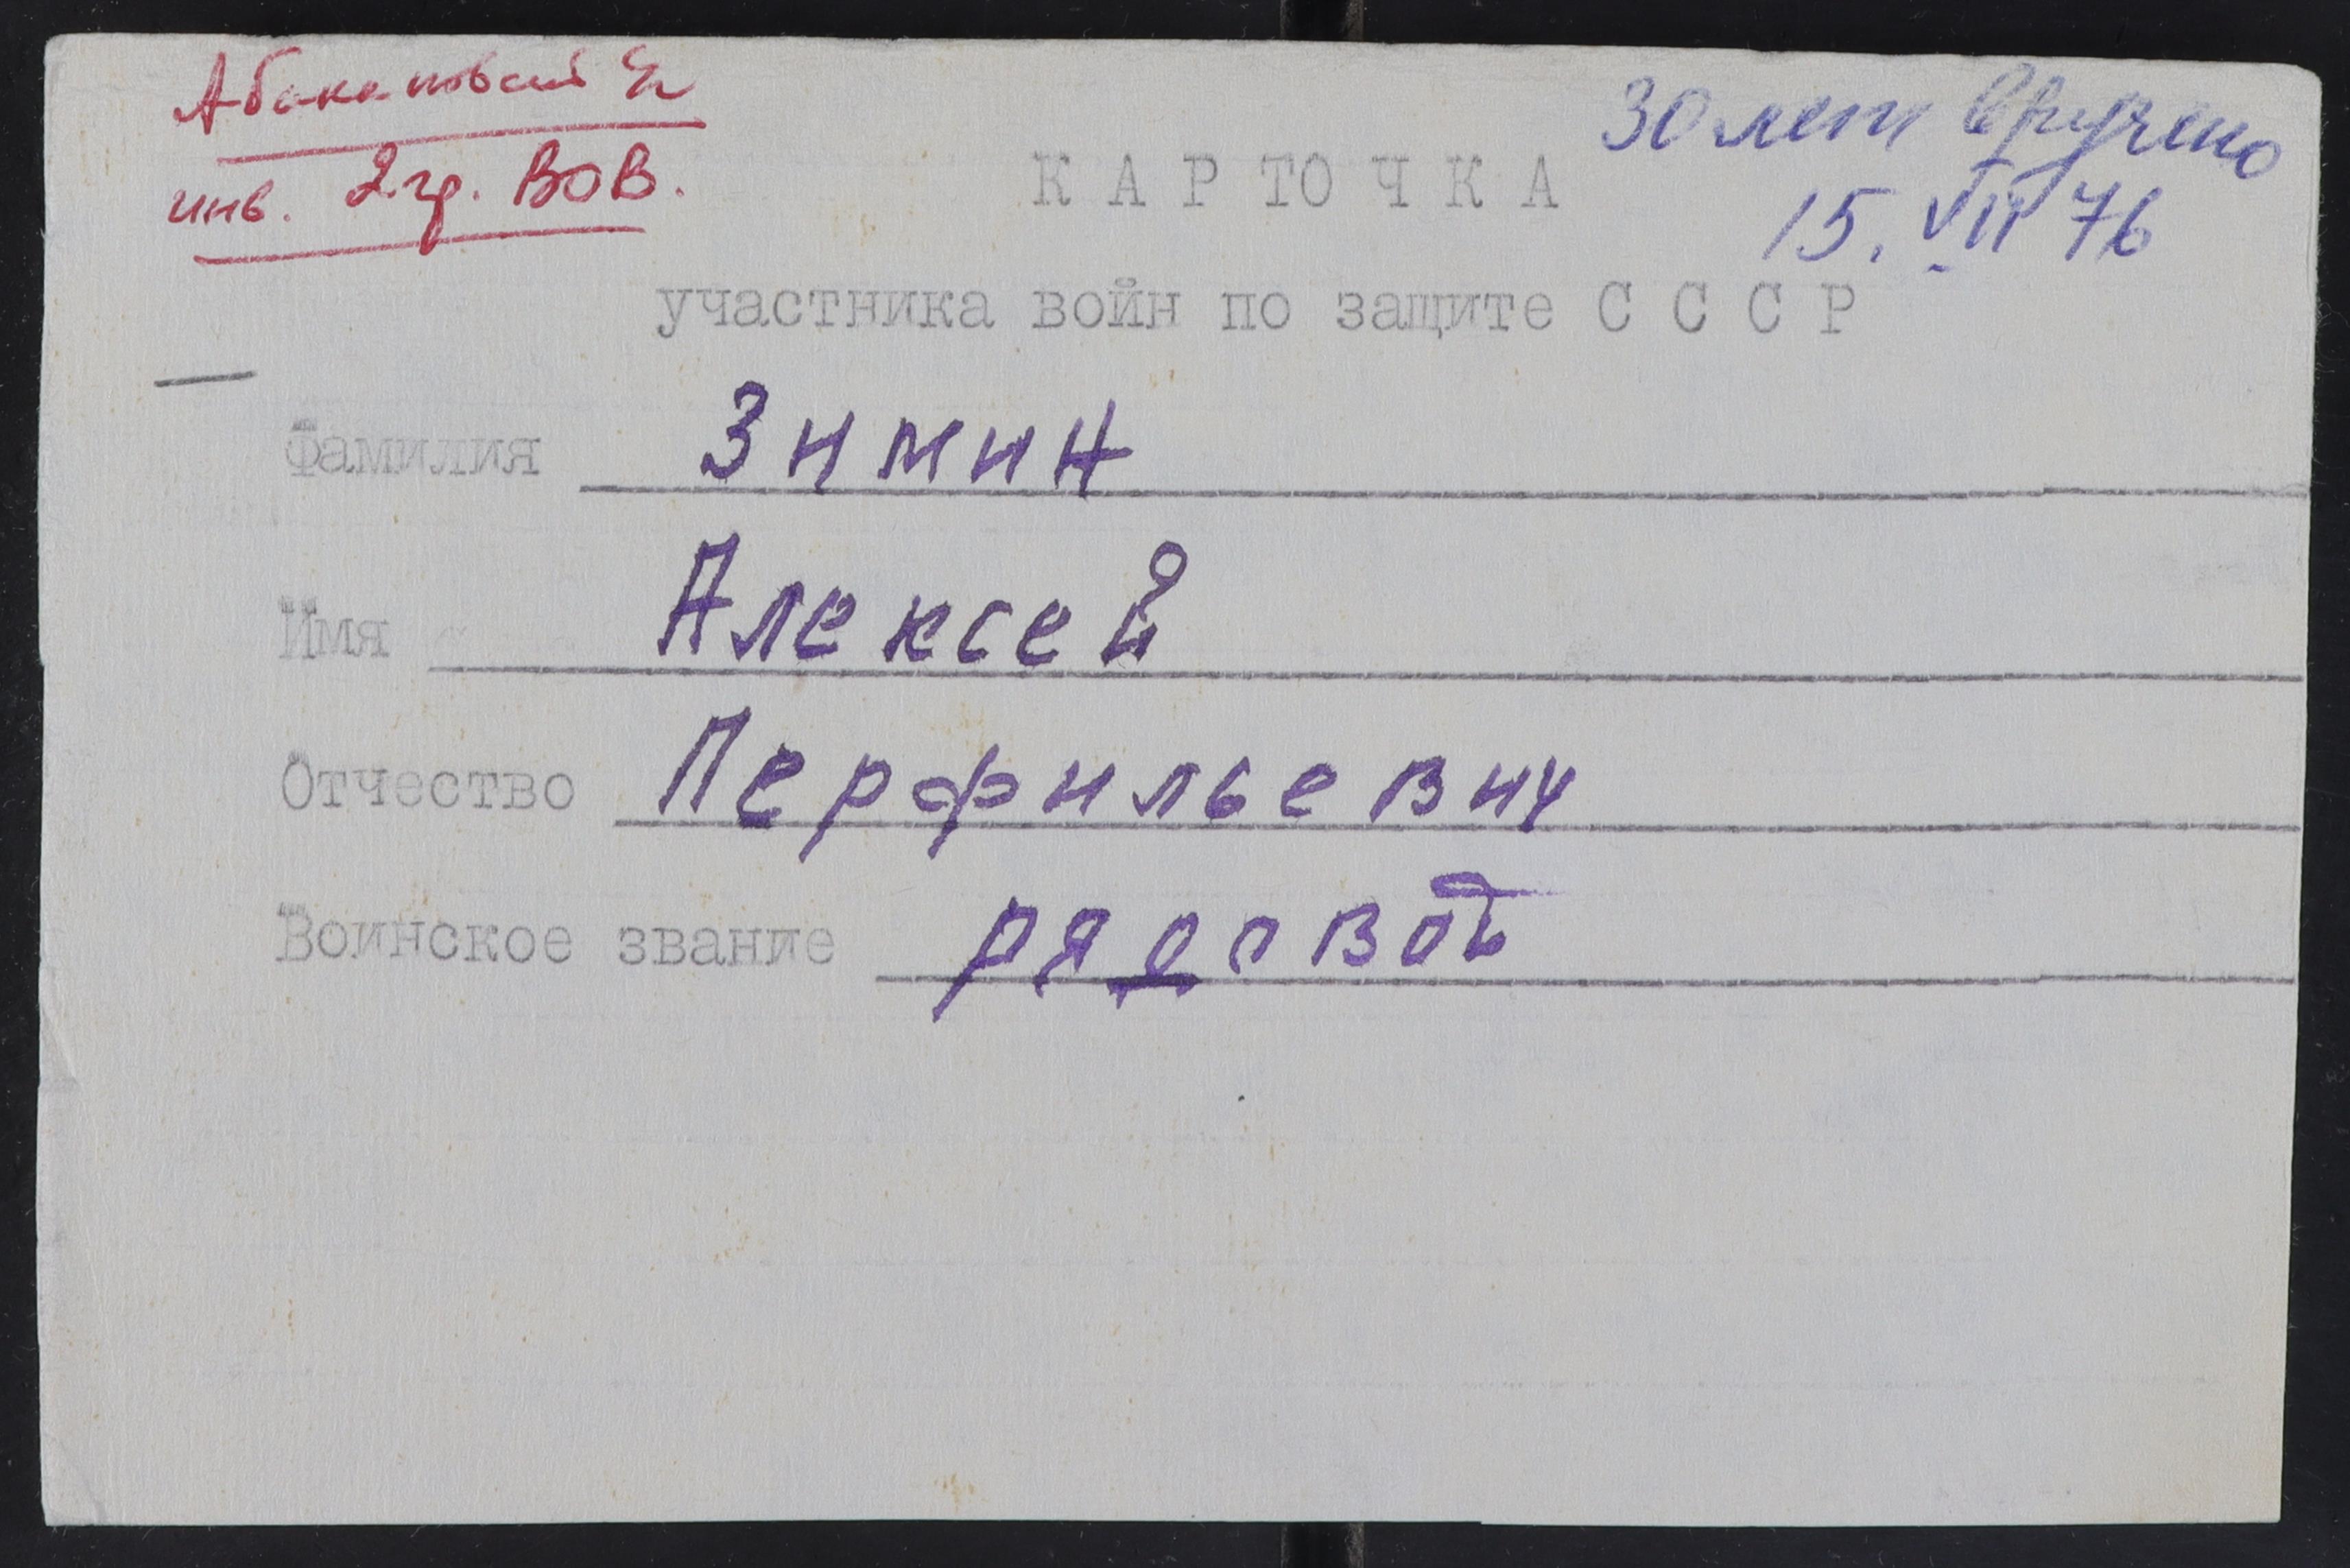 инв. 2 гр. ВОВ.
30 лет вручено
15. VII 76
КАРТОЧКА
участника войн по защите СССР
Фамилия Зимин
Имя Алексей
Отчество Перфильевич
Воинское звание рядовой